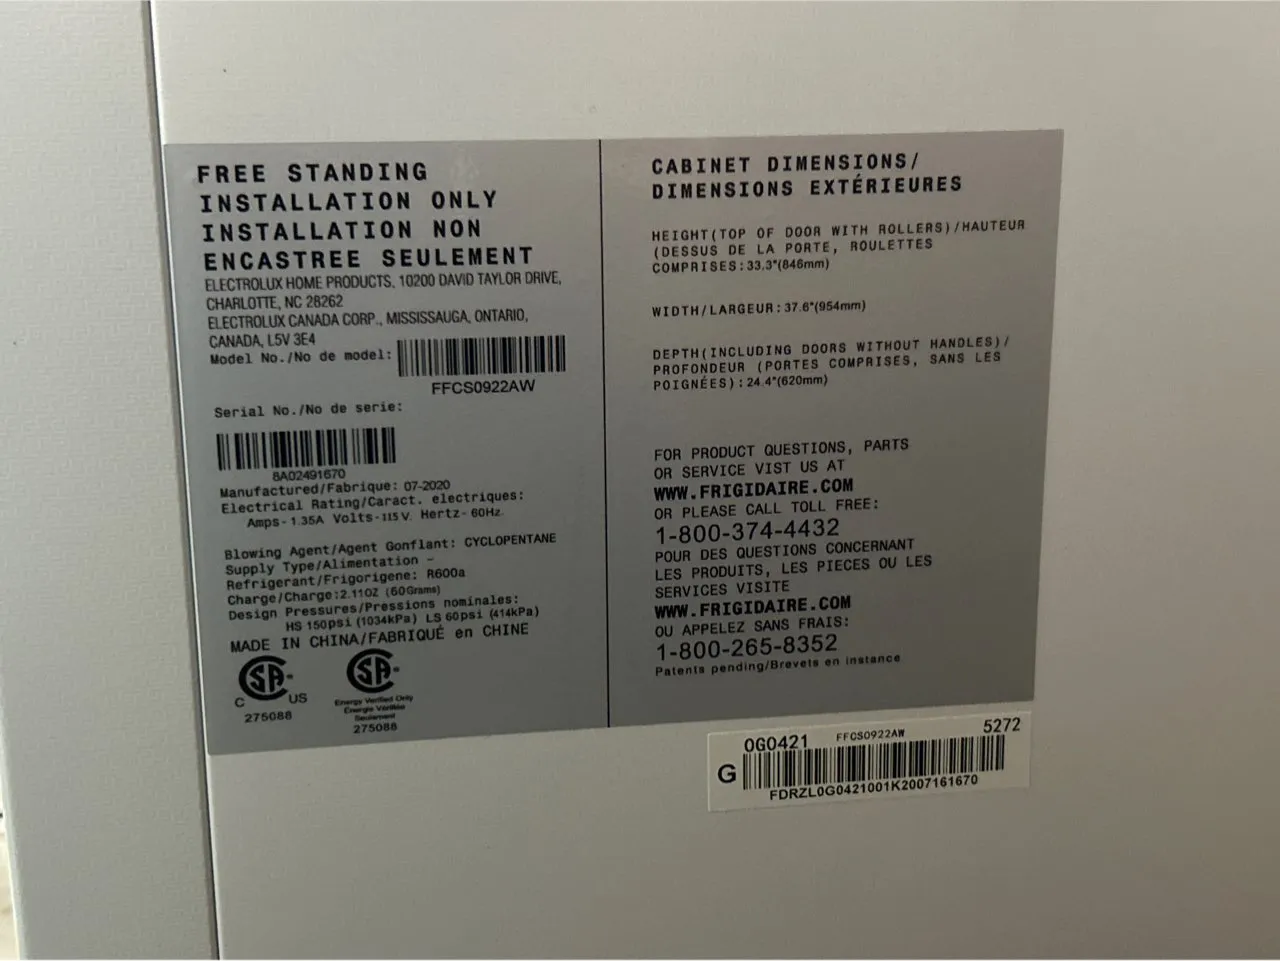 FREE STANDING
INSTALLATION ONLY
INSTALLATION NON
ENCASTREE SEULEMENT
ELECTROLUX HOME PRODUCTS, 10200 DAVID TAYLOR DRIVE,
CHARLOTTE, NC 28262
ELECTROLUX CANADA CORP., MISSISSAUGA, ONTARIO,
CANADA, L5V 3E4
Model No./No de model:
FFCS0922AW
Serial No./No de serie:
8A02491670
Manufactured/Fabrique: 07-2020
Electrical Rating/Caract. electriques:
Amps-1.35A Volts-115V. Hertz-60Hz.
Blowing Agent/Agent Gonflant: CYCLOPENTANE
Supply Type/Alimentation -
Refrigerant/Frigorigene: R600a
Charge/Charge:2.11OZ (60Grams)
Design Pressures/Pressions nominales:
HS 150psi (1034kPa) LS 60psi (414kPa)
MADE IN CHINA/FABRIQUÉ en CHINE
C SA US
275088
SA
Energy Verified Only
Energie Vérifiée
Seulement
275088
CABINET DIMENSIONS/
DIMENSIONS EXTÉRIEURES
HEIGHT(TOP OF DOOR WITH ROLLERS)/HAUTEUR
(DESSUS DE LA PORTE, ROULETTES
COMPRISES:33.3"(846mm)
WIDTH/LARGEUR:37.6"(954mm)
DEPTH(INCLUDING DOORS WITHOUT HANDLES)/
PROFONDEUR (PORTES COMPRISES, SANS LES
POIGNÉES):24.4"(620mm)
FOR PRODUCT QUESTIONS, PARTS
OR SERVICE VIST US AT
WWW.FRIGIDAIRE.COM
OR PLEASE CALL TOLL FREE:
1-800-374-4432
POUR DES QUESTIONS CONCERNANT
LES PRODUITS, LES PIECES OU LES
SERVICES VISITE
WWW.FRIGIDAIRE.COM
OU APPELEZ SANS FRAIS:
1-800-265-8352
Patents pending/Brevets en instance
0G0421 FFCS0922AW 5272
G
FDRZL0G0421001K2007161670